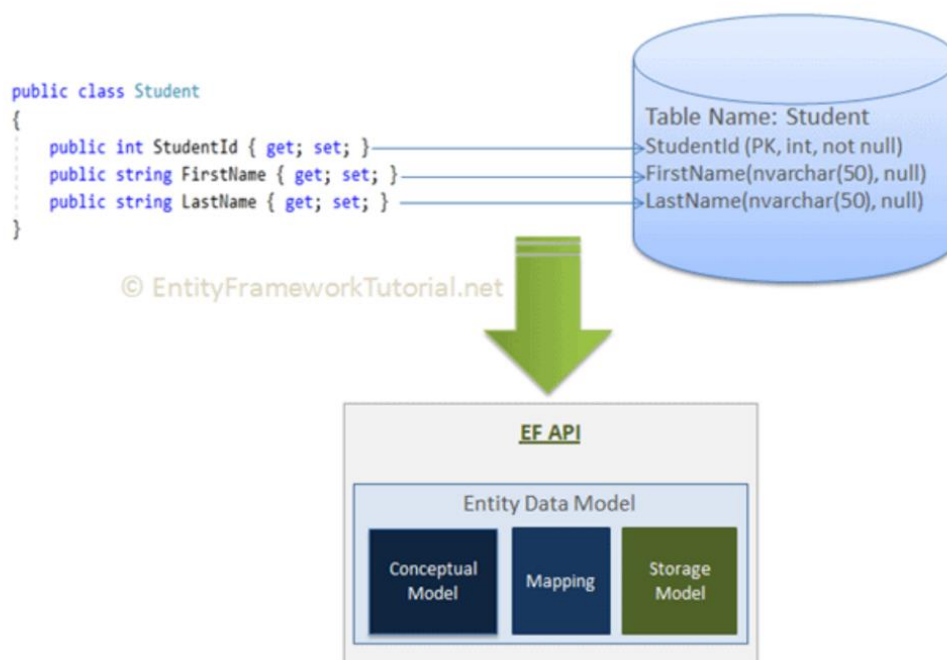 public class Student
{
public int StudentId { get; set; }
public string FirstName { get; set; }
public string LastName { get; set; }
}
Table Name: Student
StudentId (PK, int, not null)
FirstName(nvarchar(50), null)
LastName(nvarchar(50), null)
© EntityFrameworkTutorial.net
EF API
Entity Data Model
Conceptual
Model
Mapping
Storage
Model